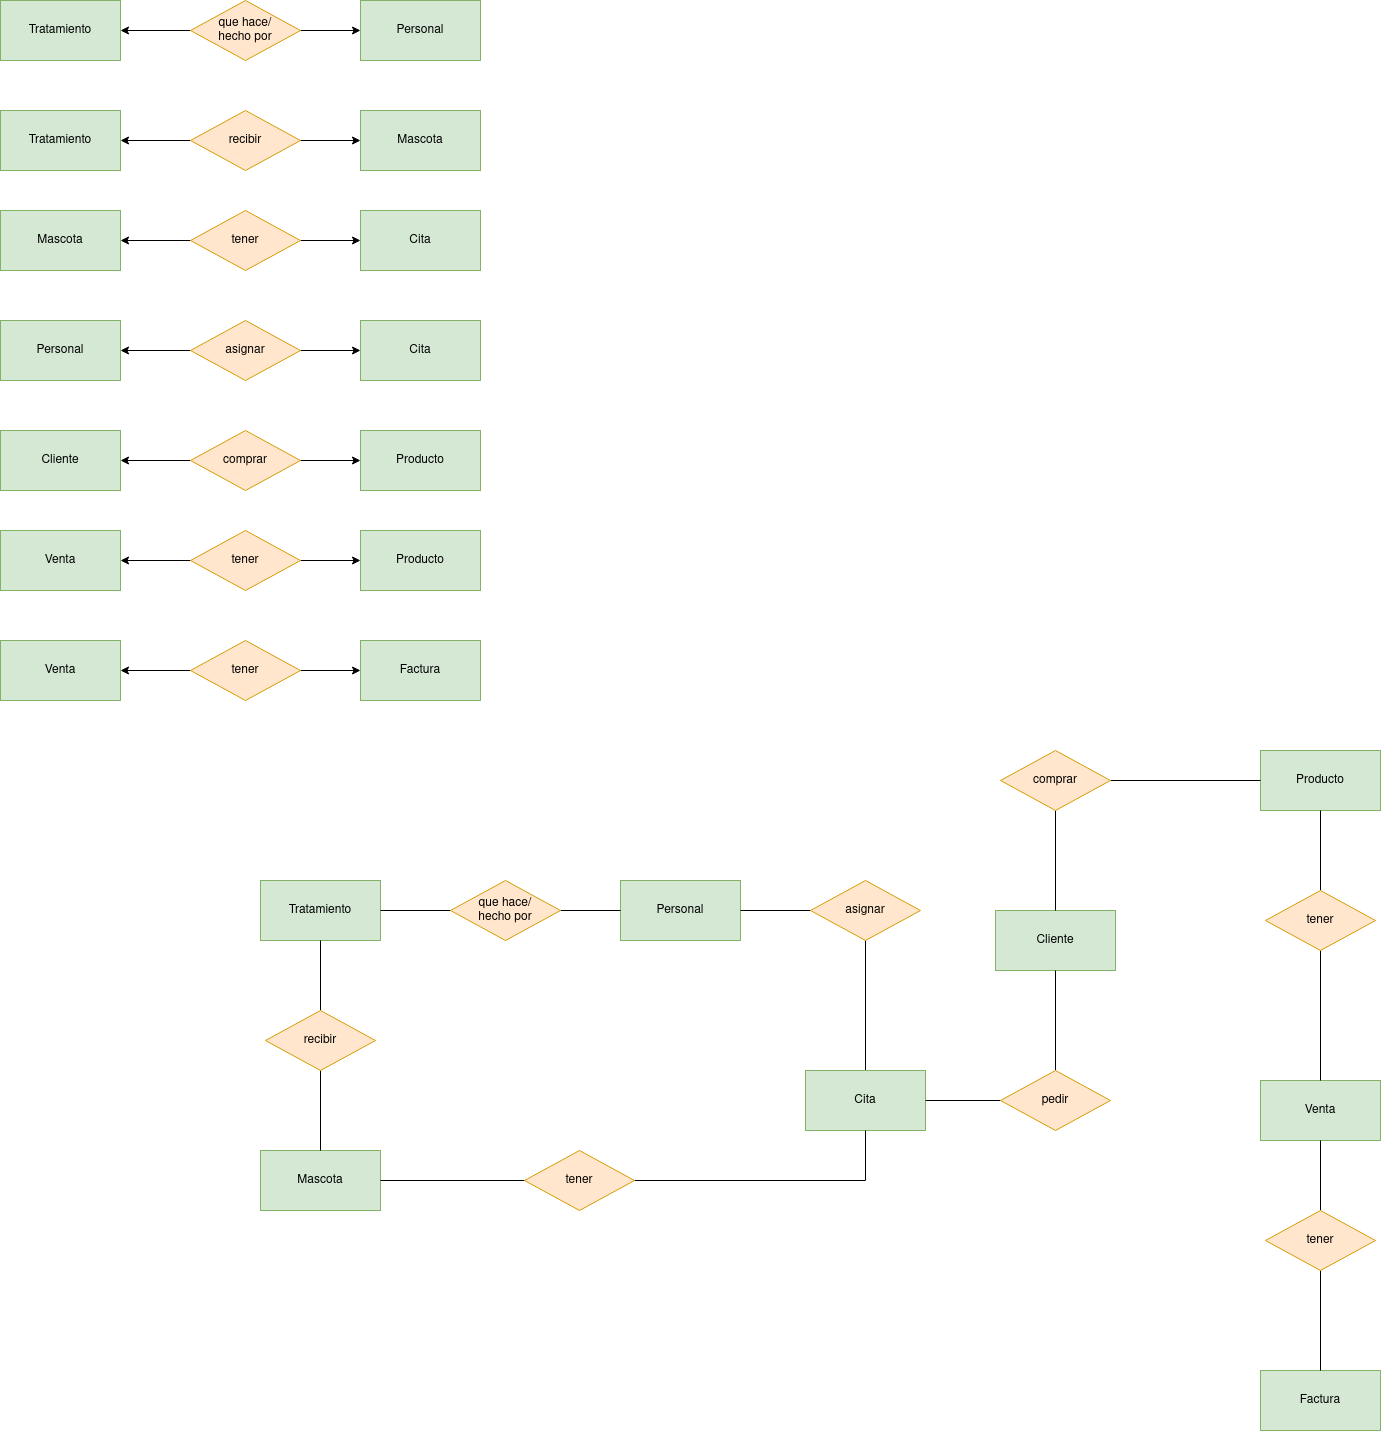 Tratamiento
que hace/
hecho por
Personal
Tratamiento
recibir
Mascota
Mascota
tener
Cita
Personal
asignar
Cita
Cliente
comprar
Producto
Venta
tener
Producto
Venta
tener
Factura
comprar
Producto
Tratamiento
que hace/
hecho por
Personal
asignar
tener
Cliente
recibir
Cita
pedir
Venta
Mascota
tener
tener
Factura